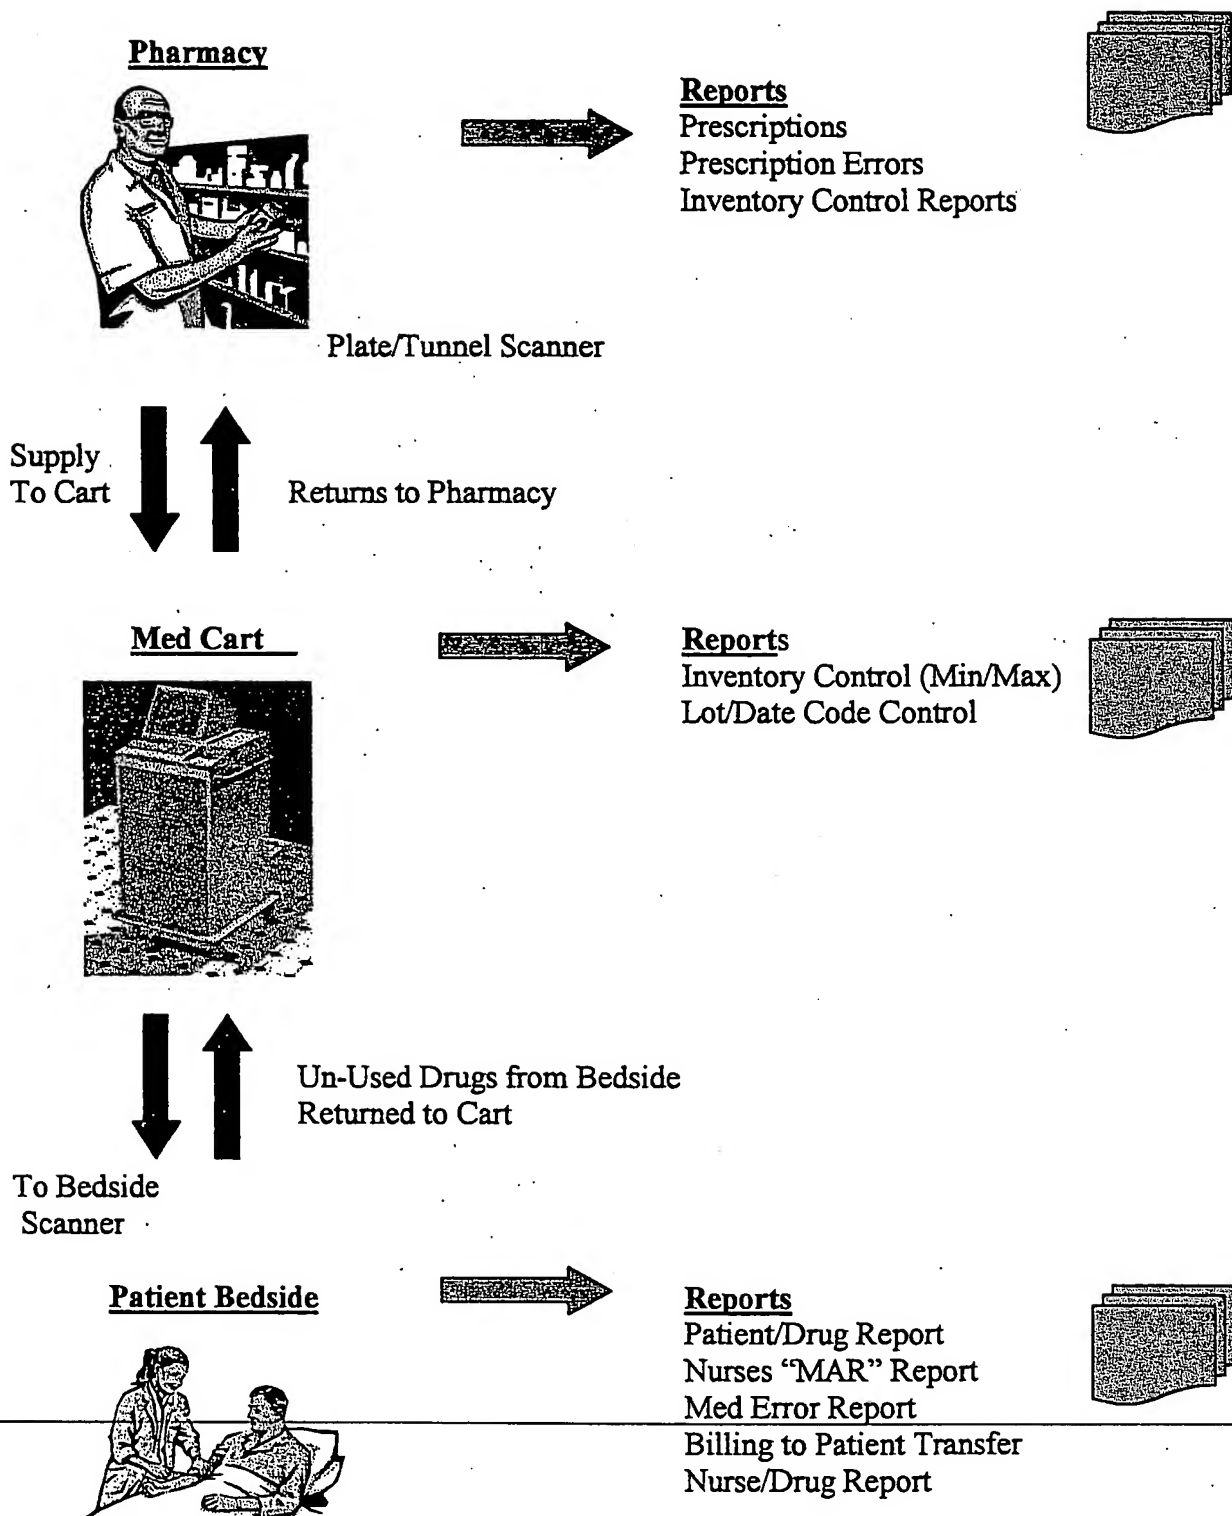 Pharmacy
Reports
Prescriptions
Prescription Errors
Inventory Control Reports
Plate/Tunnel Scanner
Supply
To Cart
Returns to Pharmacy
Med Cart
Reports
Inventory Control (Min/Max)
Lot/Date Code Control
Un-Used Drugs from Bedside
Returned to Cart
To Bedside
Scanner
Patient Bedside
Reports
Patient/Drug Report
Nurses “MAR” Report
Med Error Report
Billing to Patient Transfer
Nurse/Drug Report